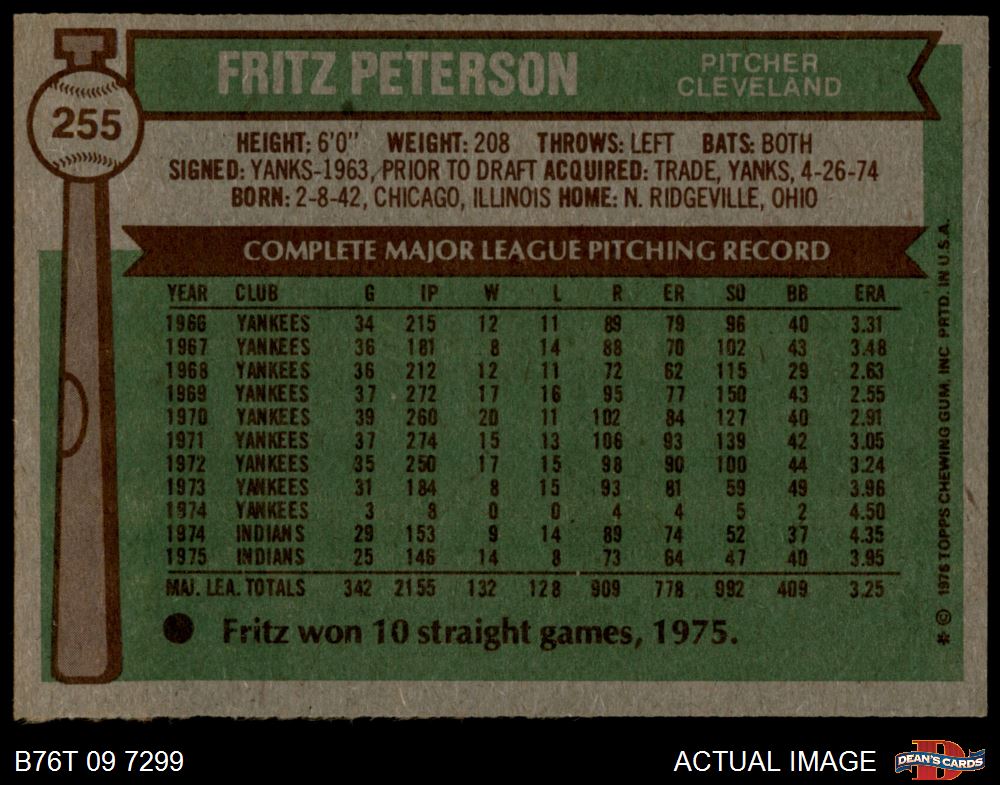 255
FRITZ PETERSON
PITCHER
CLEVELAND
HEIGHT: 6'0" WEIGHT: 208 THROWS: LEFT BATS: BOTH
SIGNED: YANKS-1963, PRIOR TO DRAFT ACQUIRED: TRADE, YANKS, 4-26-74
BORN: 2-8-42, CHICAGO, ILLINOIS HOME: N. RIDGEVILLE, OHIO
COMPLETE MAJOR LEAGUE PITCHING RECORD
YEAR CLUB G IP W L R ER SO BB ERA
1966 YANKEES 34 215 12 11 89 79 96 40 3.31
1967 YANKEES 36 181 8 14 88 70 102 43 3.48
1968 YANKEES 36 212 12 11 72 62 115 29 2.63
1969 YANKEES 37 272 17 16 95 77 150 43 2.55
1970 YANKEES 39 260 20 11 102 84 127 40 2.91
1971 YANKEES 37 274 15 13 106 93 139 42 3.05
1972 YANKEES 35 250 17 15 98 90 100 44 3.24
1973 YANKEES 31 184 8 15 93 81 59 49 3.96
1974 YANKEES 3 8 0 0 4 4 5 2 4.50
1974 INDIANS 29 153 9 14 89 74 52 37 4.35
1975 INDIANS 25 146 14 8 73 64 47 40 3.95
MAJ. LEA. TOTALS 342 2155 132 128 909 778 992 409 3.25
Fritz won 10 straight games, 1975.
* © 1976 TOPPS CHEWING GUM, INC PRTD. IN U.S.A.
B76T 09 7299
ACTUAL IMAGE
DEAN'S CARDS